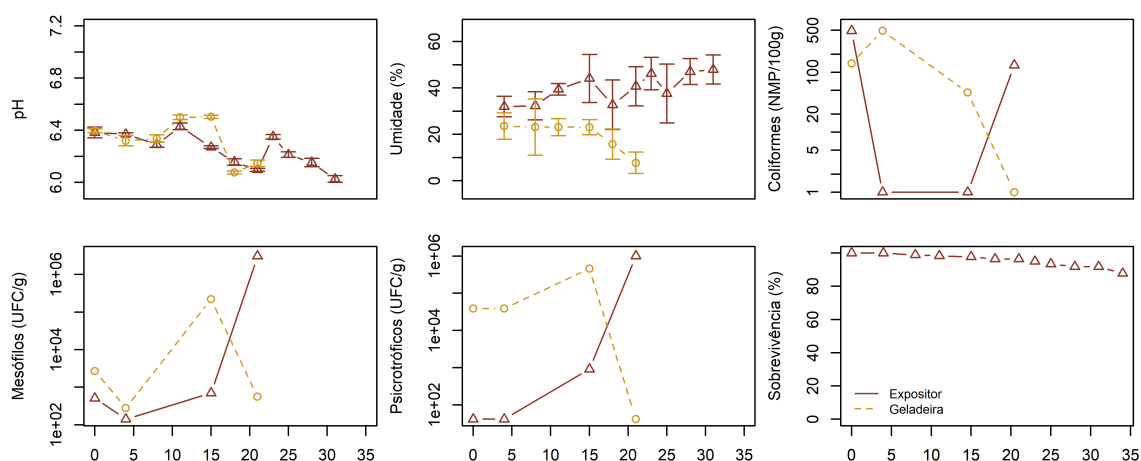 pH
6.0
6.4
6.8
7.2
Umidade (%)
0
20
40
60
Coliformes (NMP/100g)
1
2
5
20
100
500
Mesófilos (UFC/g)
1e+02
1e+04
1e+06
0 5 10 15 20 25 30 35
Psicrotróficos (UFC/g)
1e+02
1e+04
1e+06
0 5 10 15 20 25 30 35
Sobrevivência (%)
0
20
40
60
80
Expositor
Geladeira
0 5 10 15 20 25 30 35